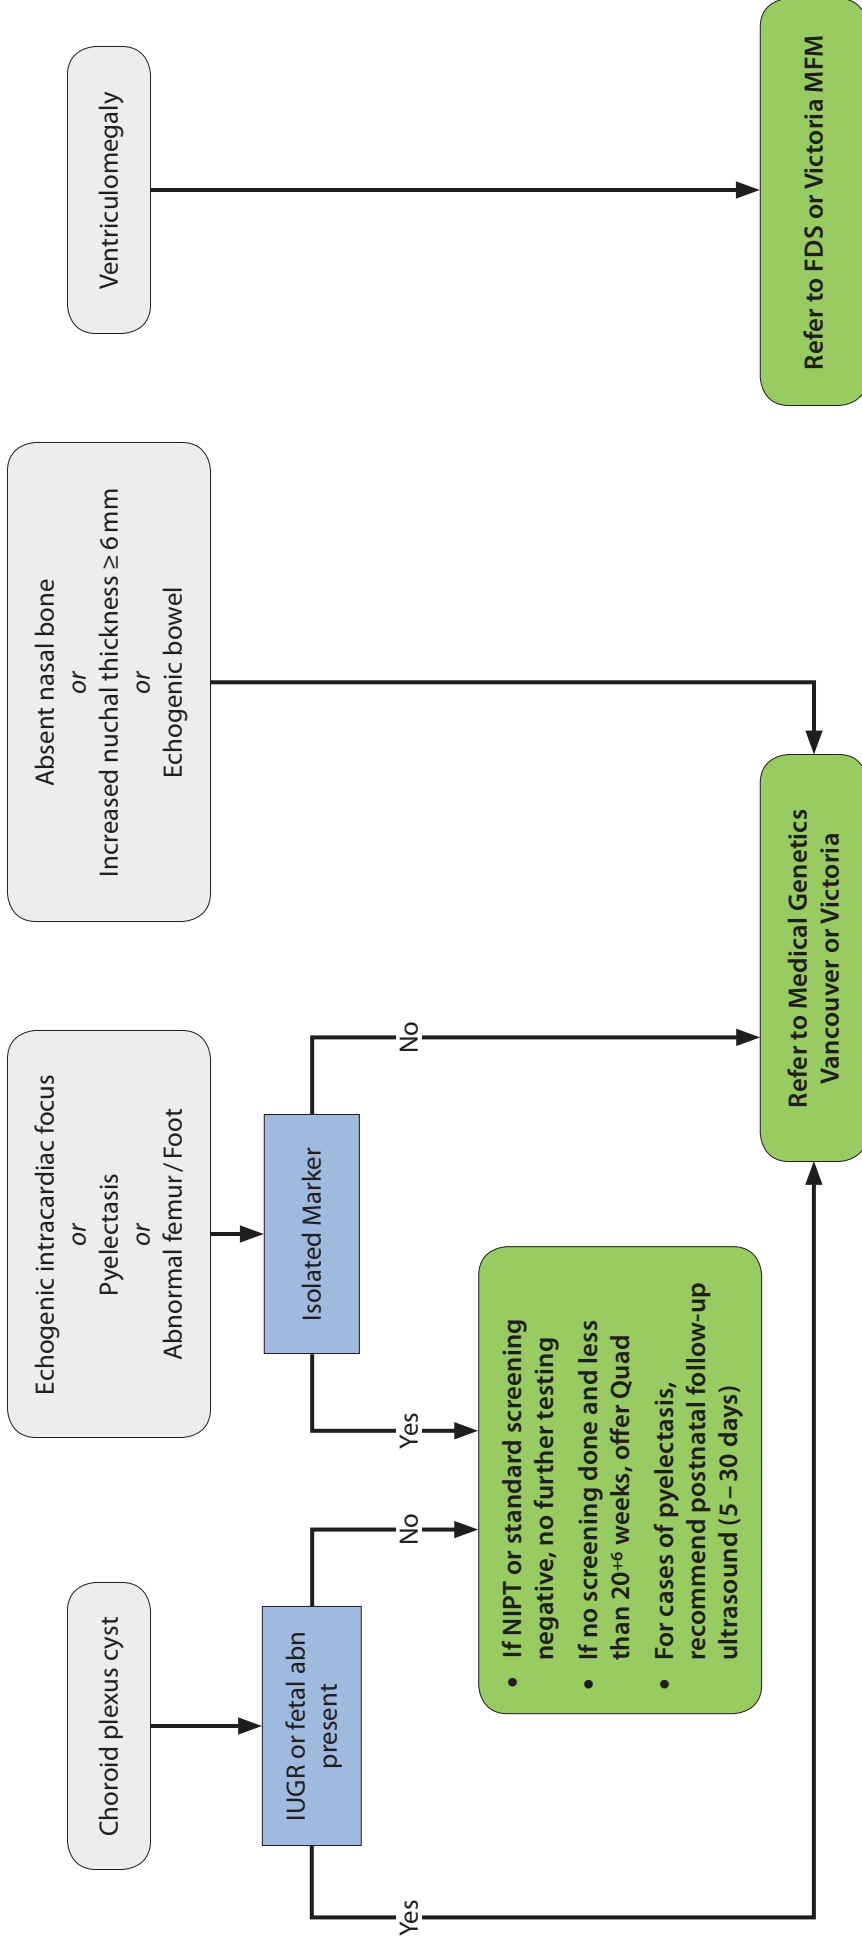 Choroid plexus cyst
Echogenic intracardiac focus
or
Pyelectasis
or
Abnormal femur / Foot
Absent nasal bone
or
Increased nuchal thickness ≥ 6 mm
or
Echogenic bowel
Ventriculomegaly
IUGR or fetal abn
present
Isolated Marker
Yes
No
Yes
No
• If NIPT or standard screening
negative, no further testing
• If no screening done and less
than 20⁺⁶ weeks, offer Quad
• For cases of pyelectasis,
recommend postnatal follow-up
ultrasound (5 – 30 days)
Refer to Medical Genetics
Vancouver or Victoria
Refer to FDS or Victoria MFM